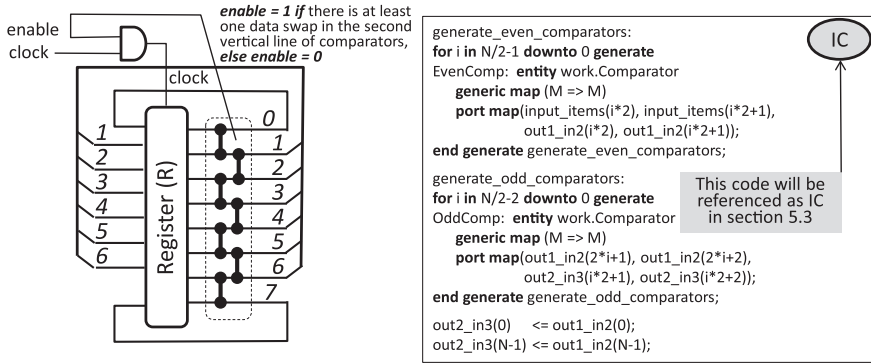 enable = 1 if there is at least
one data swap in the second
vertical line of comparators,
else enable = 0
enable
clock
clock
Register (R)
1
2
3
4
5
6
0
1
2
3
4
5
6
7
generate_even_comparators:
for i in N/2-1 downto 0 generate
EvenComp: entity work.Comparator
generic map (M => M)
port map(input_items(i*2), input_items(i*2+1),
out1_in2(i*2), out1_in2(i*2+1));
end generate generate_even_comparators;
generate_odd_comparators:
for i in N/2-2 downto 0 generate
OddComp: entity work.Comparator
generic map (M => M)
port map(out1_in2(2*i+1), out1_in2(2*i+2),
out2_in3(i*2+1), out2_in3(i*2+2));
end generate generate_odd_comparators;
out2_in3(0) <= out1_in2(0);
out2_in3(N-1) <= out1_in2(N-1);
IC
This code will be
referenced as IC
in section 5.3